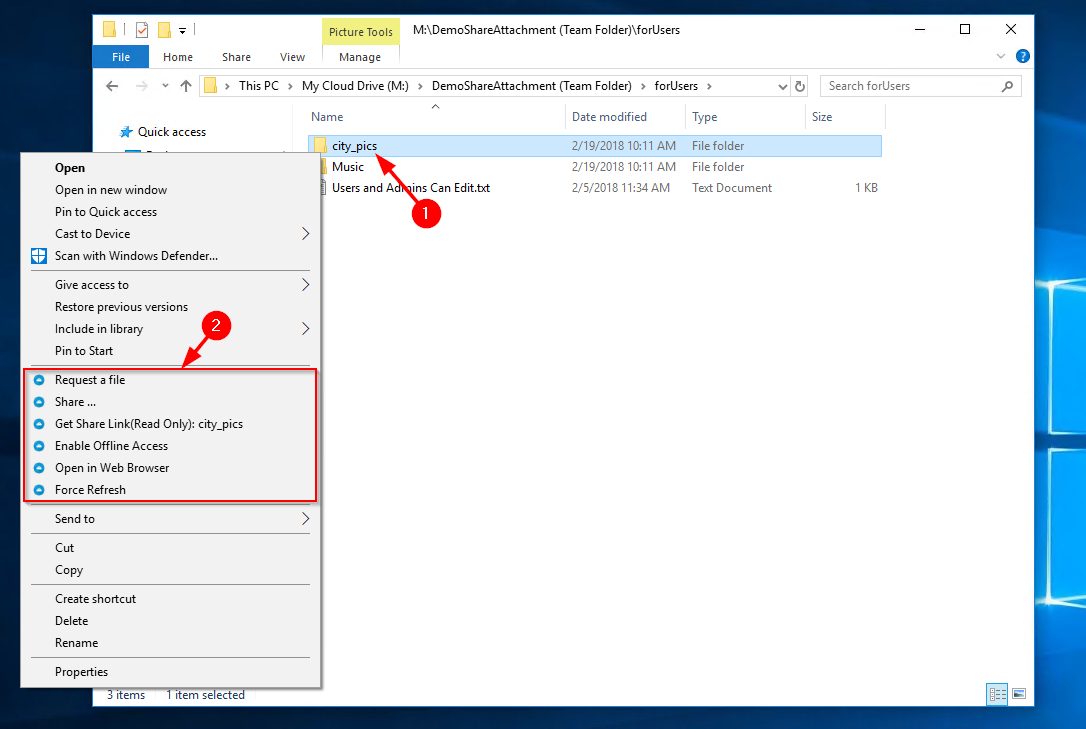 Picture Tools
M:\DemoShareAttachment (Team Folder)\forUsers
File Home Share View Manage
This PC My Cloud Drive (M:) DemoShareAttachment (Team Folder) forUsers
Search forUsers
Name Date modified Type Size
Quick access
city_pics 2/19/2018 10:11 AM File folder
Music 2/19/2018 10:11 AM File folder
Users and Admins Can Edit.txt 2/5/2018 11:34 AM Text Document 1 KB
1
Open
Open in new window
Pin to Quick access
Cast to Device
Scan with Windows Defender...
Give access to
Restore previous versions
Include in library
2
Pin to Start
Request a file
Share ...
Get Share Link(Read Only): city_pics
Enable Offline Access
Open in Web Browser
Force Refresh
Send to
Cut
Copy
Create shortcut
Delete
Rename
Properties
3 items 1 item selected